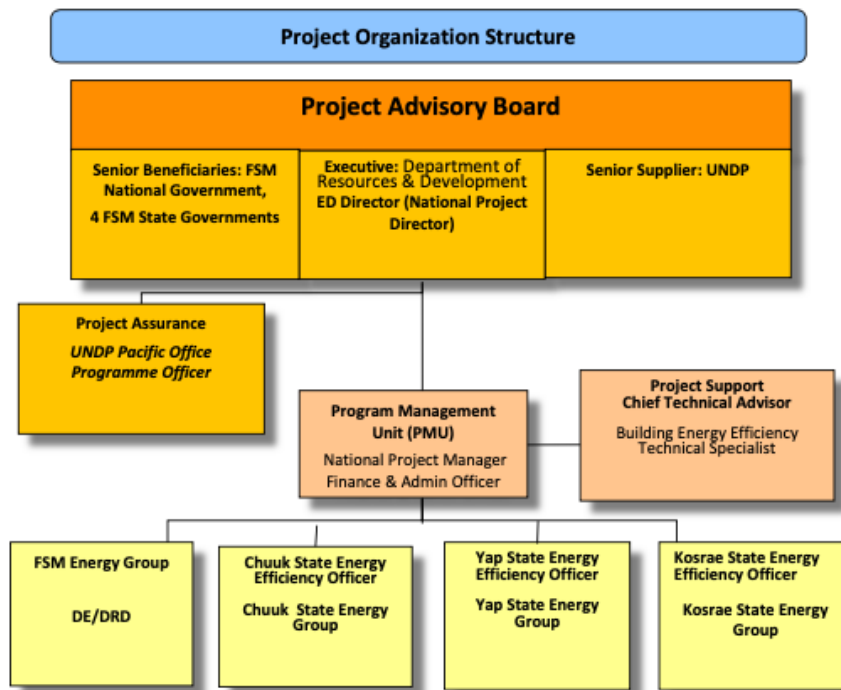 Project Organization Structure
Project Advisory Board
Senior Beneficiaries: FSM
National Government,
4 FSM State Governments
Executive: Department of
Resources & Development
ED Director (National Project
Director)
Senior Supplier: UNDP
Project Assurance
UNDP Pacific Office
Programme Officer
Program Management
Unit (PMU)
National Project Manager
Finance & Admin Officer
Project Support
Chief Technical Advisor
Building Energy Efficiency
Technical Specialist
FSM Energy Group
DE/DRD
Chuuk State Energy
Efficiency Officer
Chuuk State Energy
Group
Yap State Energy
Efficiency Officer
Yap State Energy
Group
Kosrae State Energy
Efficiency Officer
Kosrae State Energy
Group